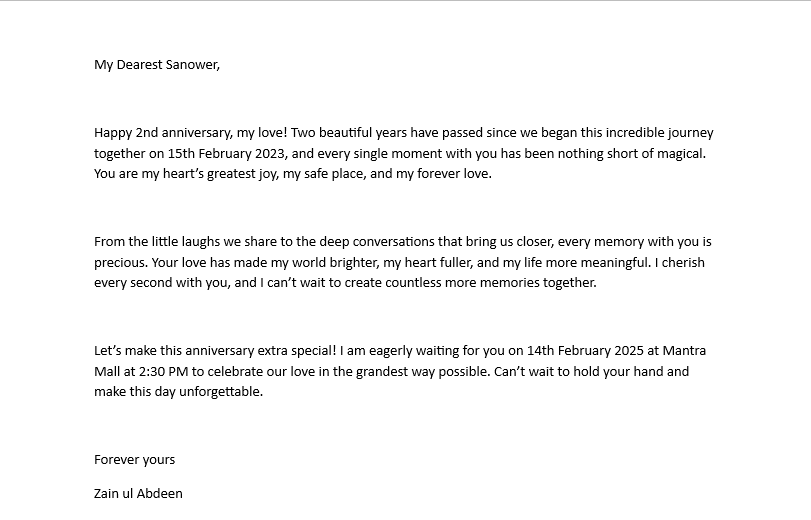 My Dearest Sanower,
Happy 2nd anniversary, my love! Two beautiful years have passed since we began this incredible journey
together on 15th February 2023, and every single moment with you has been nothing short of magical.
You are my heart’s greatest joy, my safe place, and my forever love.
From the little laughs we share to the deep conversations that bring us closer, every memory with you is
precious. Your love has made my world brighter, my heart fuller, and my life more meaningful. I cherish
every second with you, and I can’t wait to create countless more memories together.
Let’s make this anniversary extra special! I am eagerly waiting for you on 14th February 2025 at Mantra
Mall at 2:30 PM to celebrate our love in the grandest way possible. Can’t wait to hold your hand and
make this day unforgettable.
Forever yours
Zain ul Abdeen